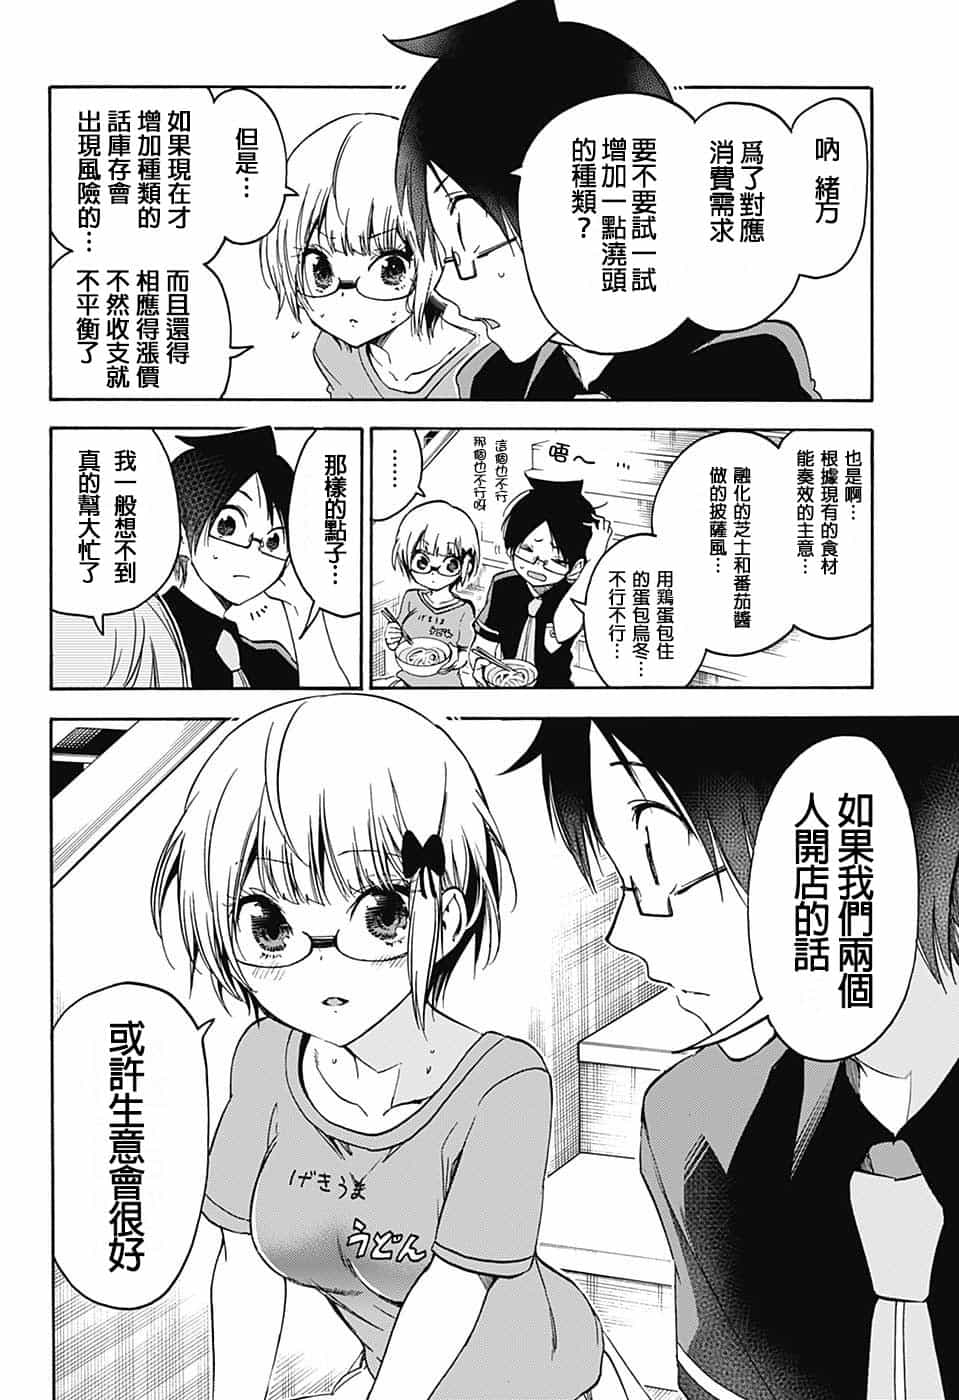 吶 緒方
爲了對應
消費需求
要不要試一試
增加一點澆頭
的種類？
但是…
如果現在才
增加種類的
話庫存會
出現風險的…
而且還得
相應得漲價
不然收支就
不平衡了
也是啊…
根據現有的食材
能奏效的主意…
融化的芝士和番茄醬
做的披薩風…
用鶏蛋包住
的蛋包烏冬…
不行不行…
唔～…
這個也不行
那個也不行呀
げきうま
……
那樣的點子…
我一般想不到
真的幫大忙了
如果我們兩個
人開店的話
或許生意會很好
げきうま
うどん